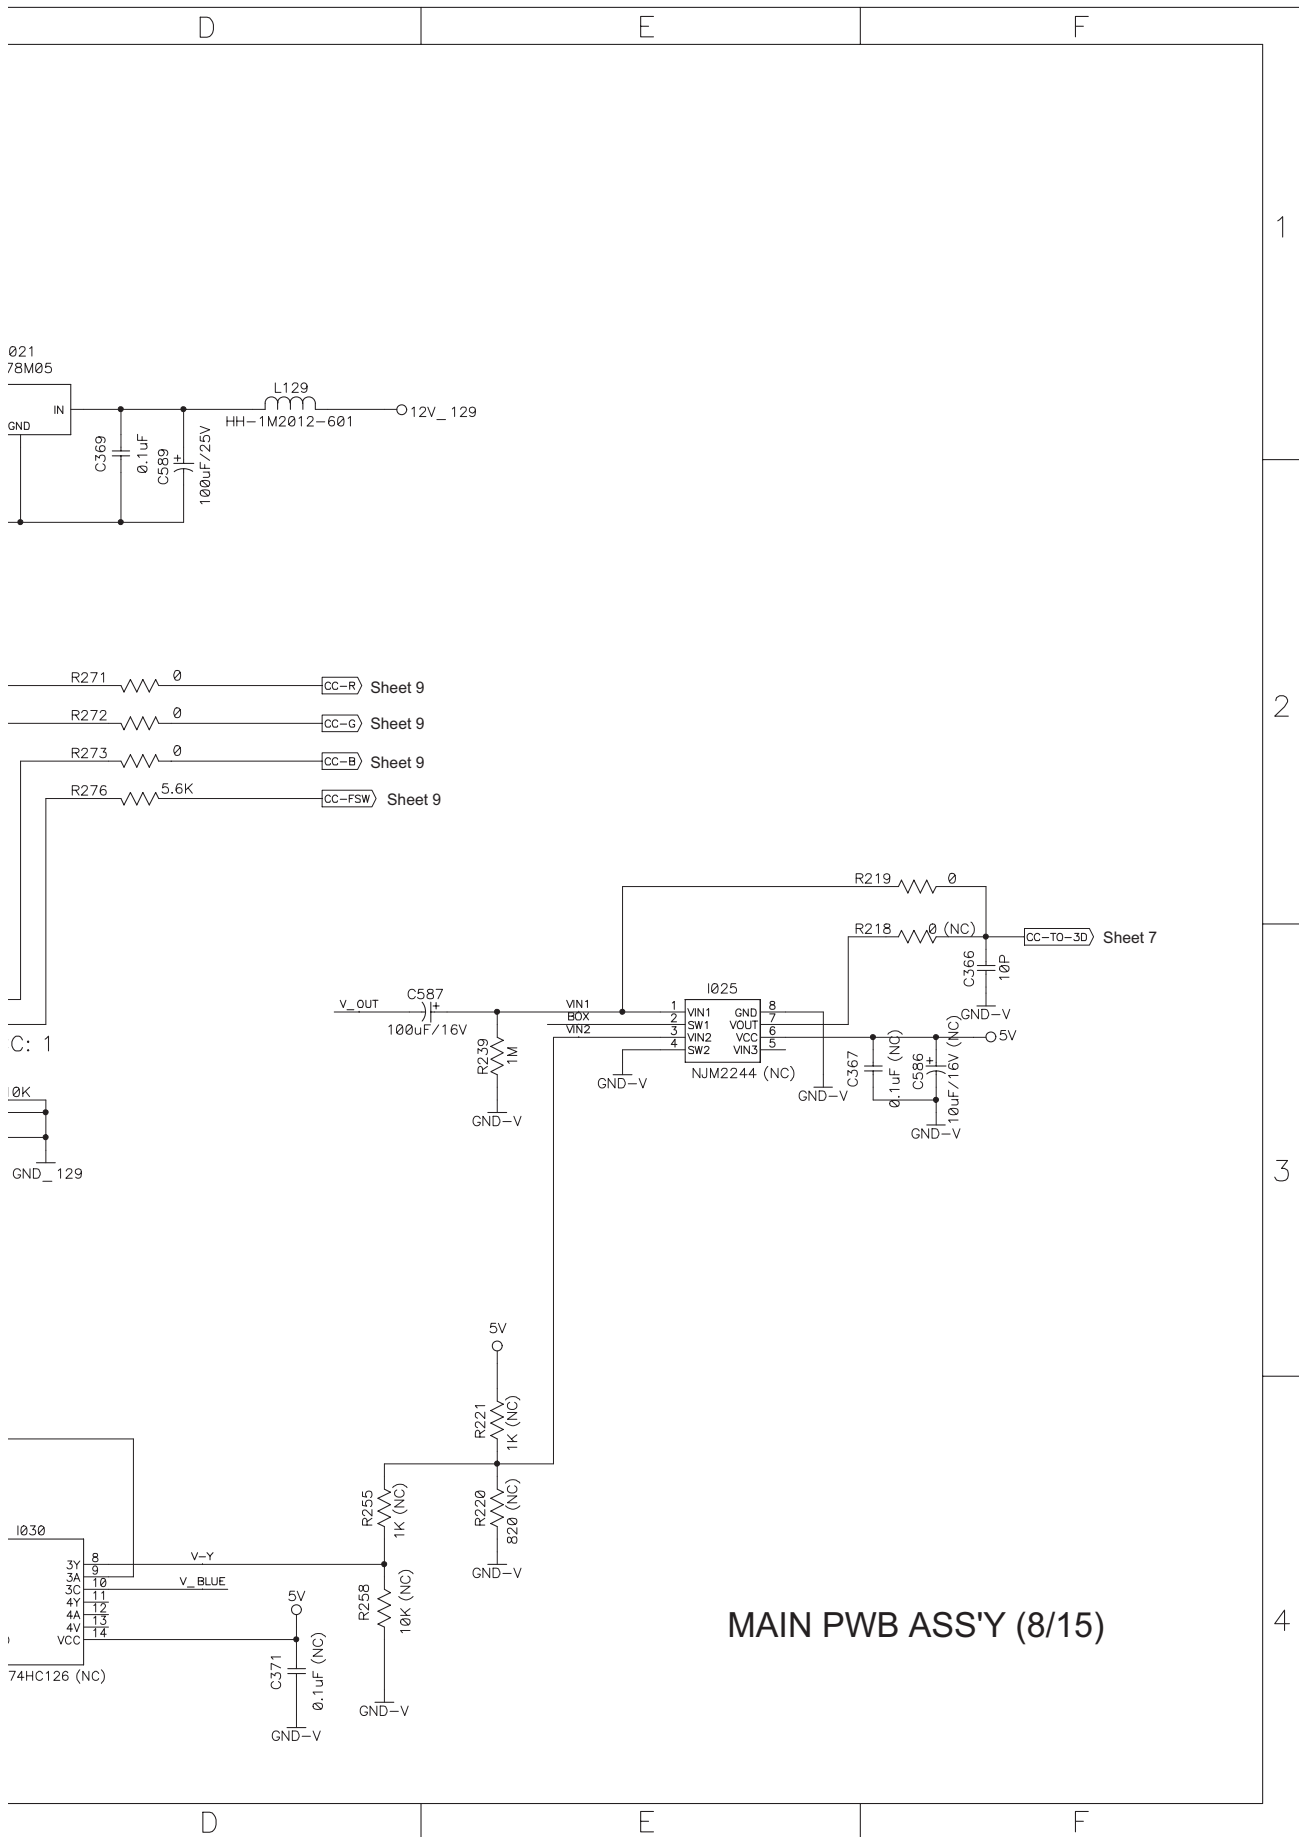 D E F
1
021
78M05
IN
GND
L129
HH-1M2012-601
12V_129
C369
0.1uF
C589
+
100uF/25V
R271 0 CC-R Sheet 9
2
R272 0 CC-G Sheet 9
R273 0 CC-B Sheet 9
R276 5.6K CC-FSW Sheet 9
R219 0
R218 0 (NC) CC-TO-3D Sheet 7
C366
10P
GND-V
V_OUT
C587
+
100uF/16V
R239
1M
GND-V
VIN1
BOX
VIN2
I025
1 VIN1 GND 8
2 SW1 VOUT 7
3 VIN2 VCC 6
4 SW2 VIN3 5
NJM2244 (NC)
GND-V
GND-V
5V
C367
0.1uF (NC)
C586
+
10uF/16V (NC)
GND-V
C: 1
10K
GND_129
3
5V
R221
1K (NC)
R220
820 (NC)
GND-V
R255
1K (NC)
I030
3Y 8 V-Y
3A 9
3C 10 V_BLUE
4Y 11
4A 12
4V 13
VCC 14
74HC126 (NC)
5V
C371
0.1uF (NC)
GND-V
R258
10K (NC)
GND-V
MAIN PWB ASS'Y (8/15)
4
D E F